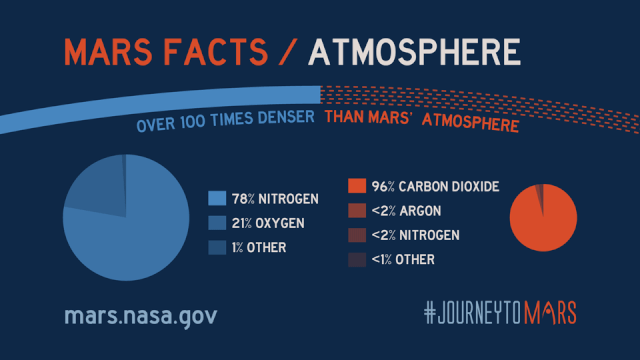 MARS FACTS / ATMOSPHERE
OVER 100 TIMES DENSER THAN MARS' ATMOSPHERE
78% NITROGEN
21% OXYGEN
1% OTHER
96% CARBON DIOXIDE
<2% ARGON
<2% NITROGEN
<1% OTHER
mars.nasa.gov
#JOURNEYTOMARS